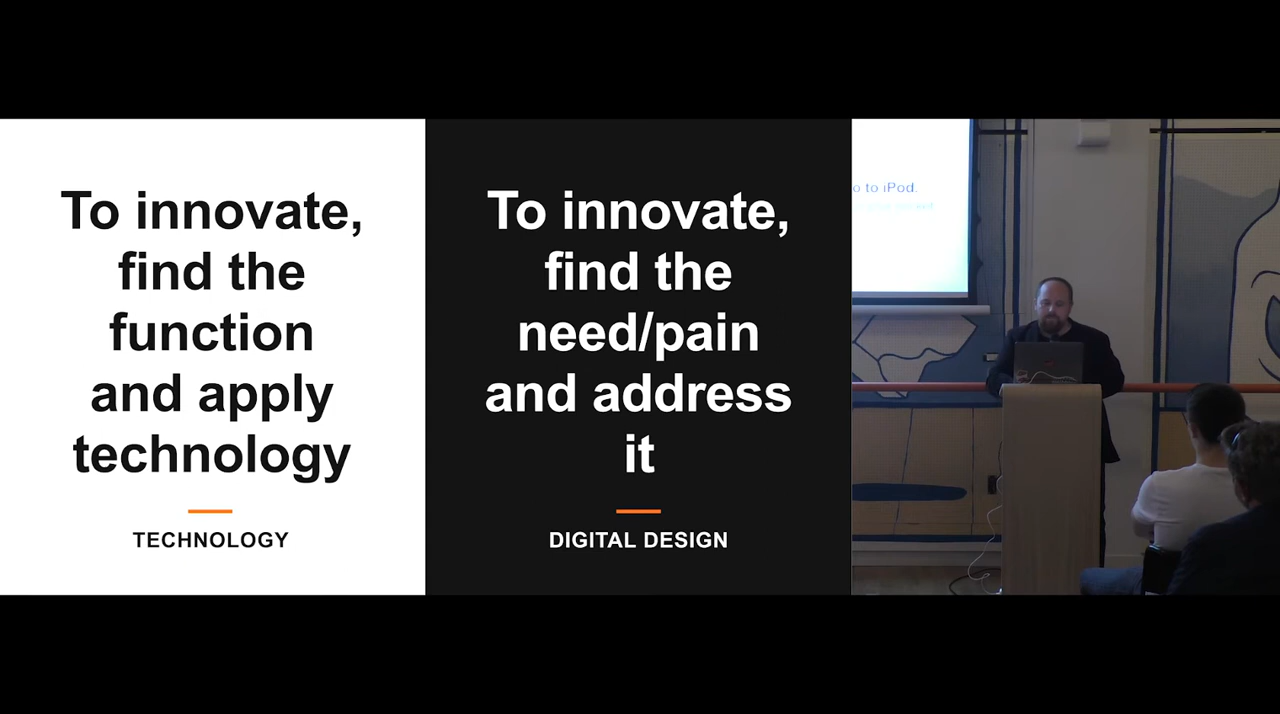 To innovate,
find the
function
and apply
technology
TECHNOLOGY
To innovate,
find the
need/pain
and address
it
DIGITAL DESIGN
to iPod.